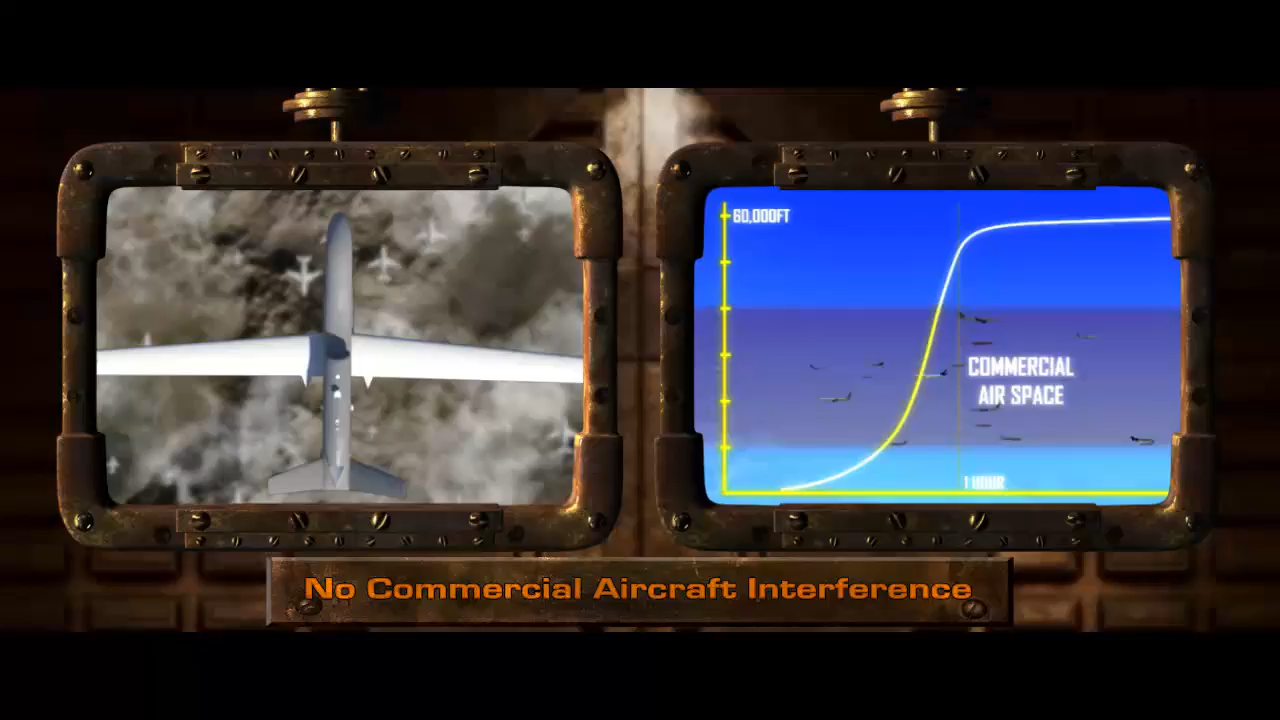 60,000FT
COMMERCIAL
AIR SPACE
1 HOUR
No Commercial Aircraft Interference